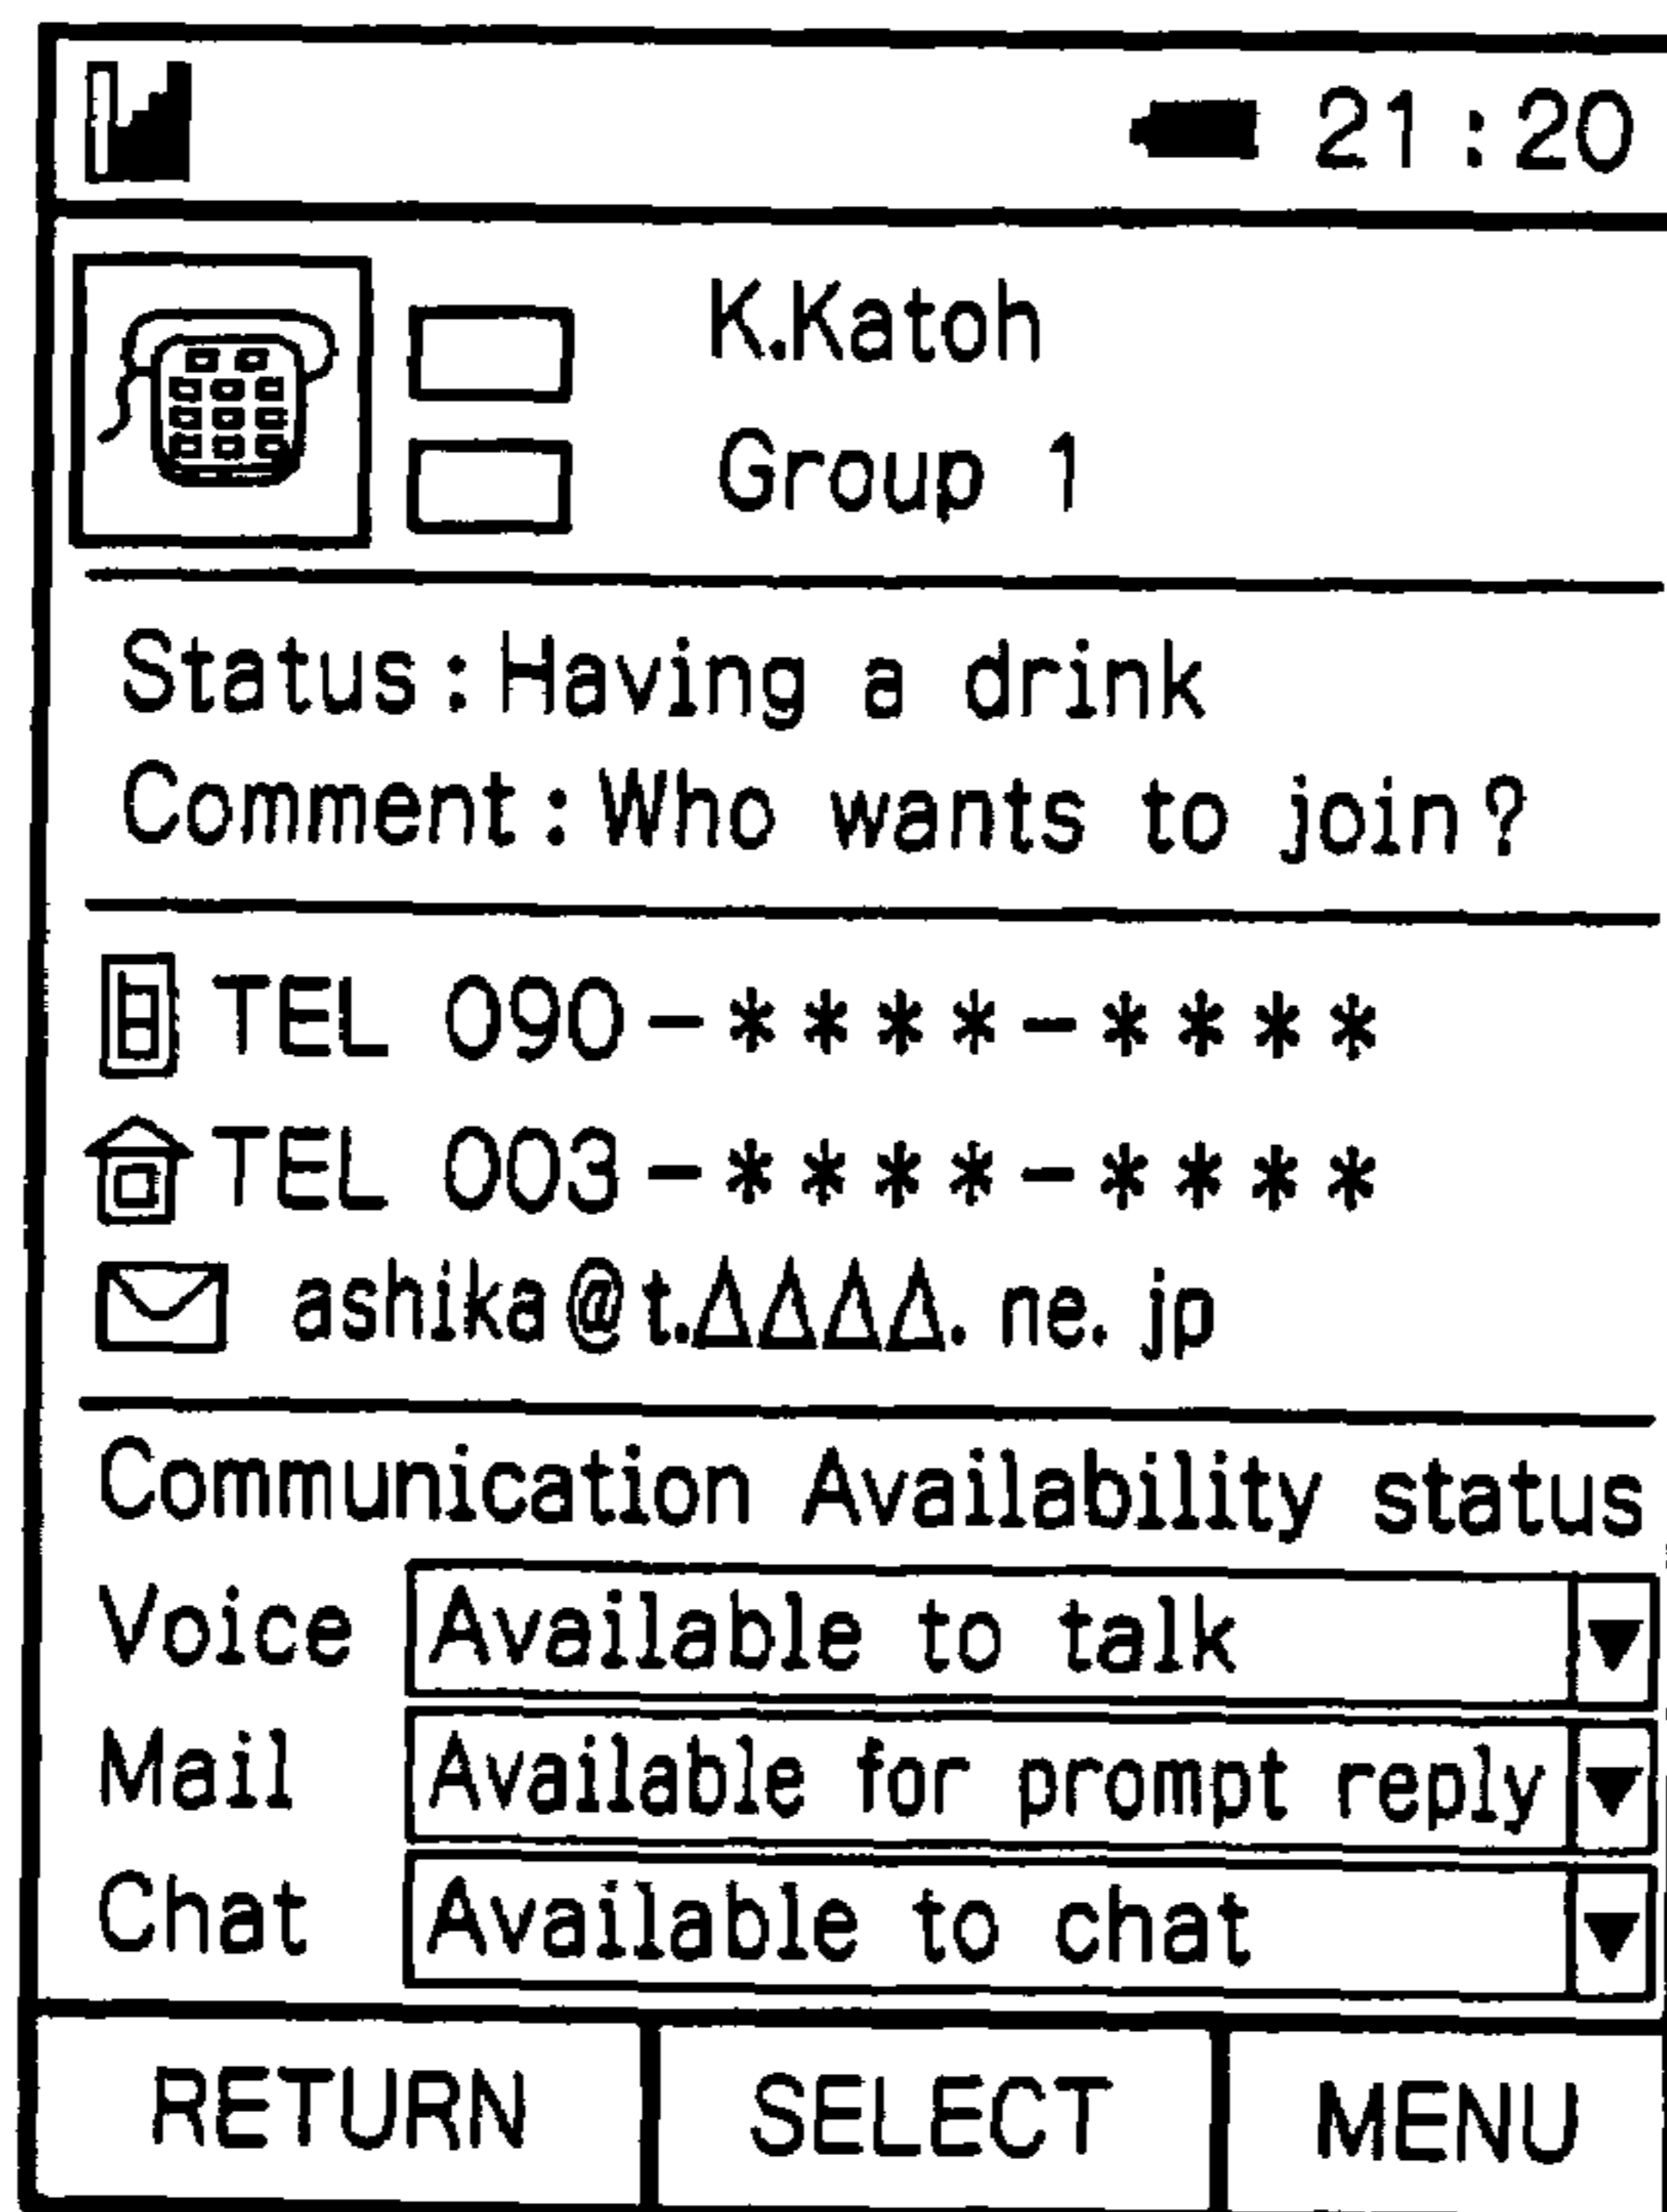 21:20
K.Katoh
Group 1
Status:Having a drink
Comment:Who wants to join?
TEL 090-****-****
TEL 003-****-****
ashika@t.ΔΔΔΔ.ne.jp
Communication Availability status
Voice Available to talk ▼
Mail Available for prompt reply ▼
Chat Available to chat ▼
RETURN SELECT MENU